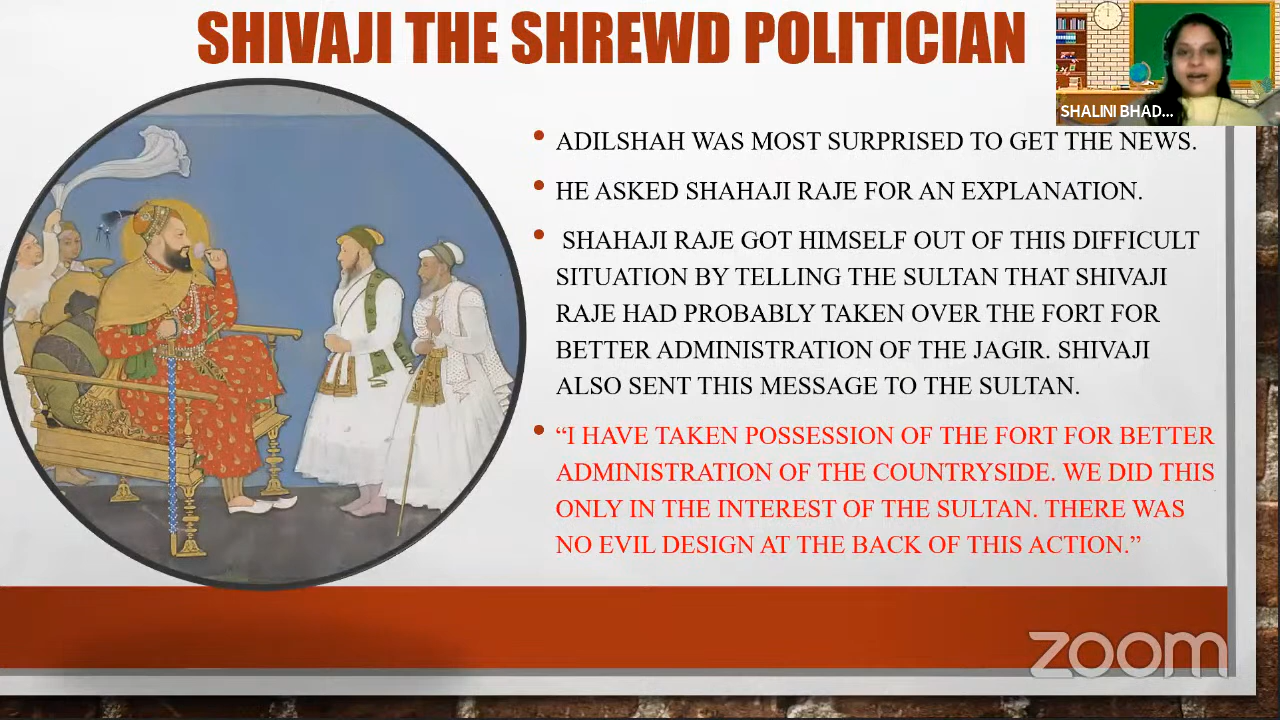 SHIVAJI THE SHREWD POLITICIAN
SHALINI BHAD...
• ADILSHAH WAS MOST SURPRISED TO GET THE NEWS.
• HE ASKED SHAHAJI RAJE FOR AN EXPLANATION.
• SHAHAJI RAJE GOT HIMSELF OUT OF THIS DIFFICULT
SITUATION BY TELLING THE SULTAN THAT SHIVAJI
RAJE HAD PROBABLY TAKEN OVER THE FORT FOR
BETTER ADMINISTRATION OF THE JAGIR. SHIVAJI
ALSO SENT THIS MESSAGE TO THE SULTAN.
• “I HAVE TAKEN POSSESSION OF THE FORT FOR BETTER
ADMINISTRATION OF THE COUNTRYSIDE. WE DID THIS
ONLY IN THE INTEREST OF THE SULTAN. THERE WAS
NO EVIL DESIGN AT THE BACK OF THIS ACTION.”
zoom